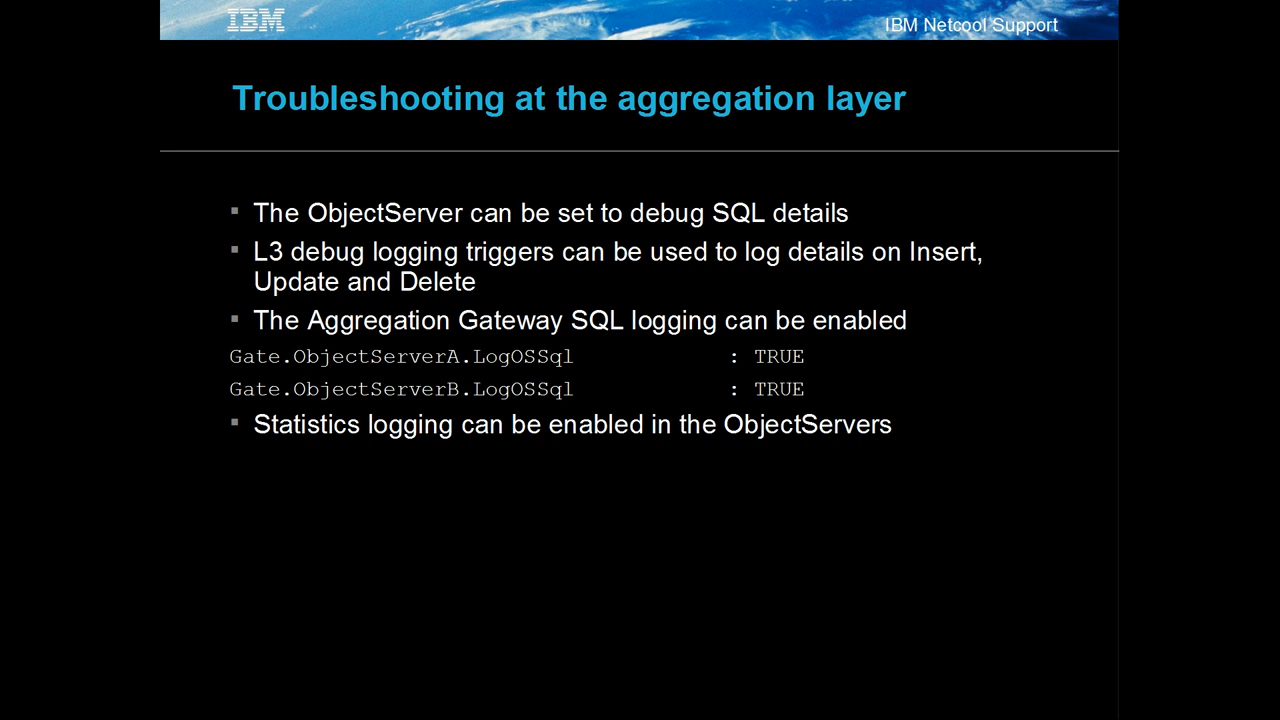 IBM
IBM Netcool Support
Troubleshooting at the aggregation layer
▪ The ObjectServer can be set to debug SQL details
▪ L3 debug logging triggers can be used to log details on Insert,
Update and Delete
▪ The Aggregation Gateway SQL logging can be enabled
Gate.ObjectServerA.LogOSSql : TRUE
Gate.ObjectServerB.LogOSSql : TRUE
▪ Statistics logging can be enabled in the ObjectServers